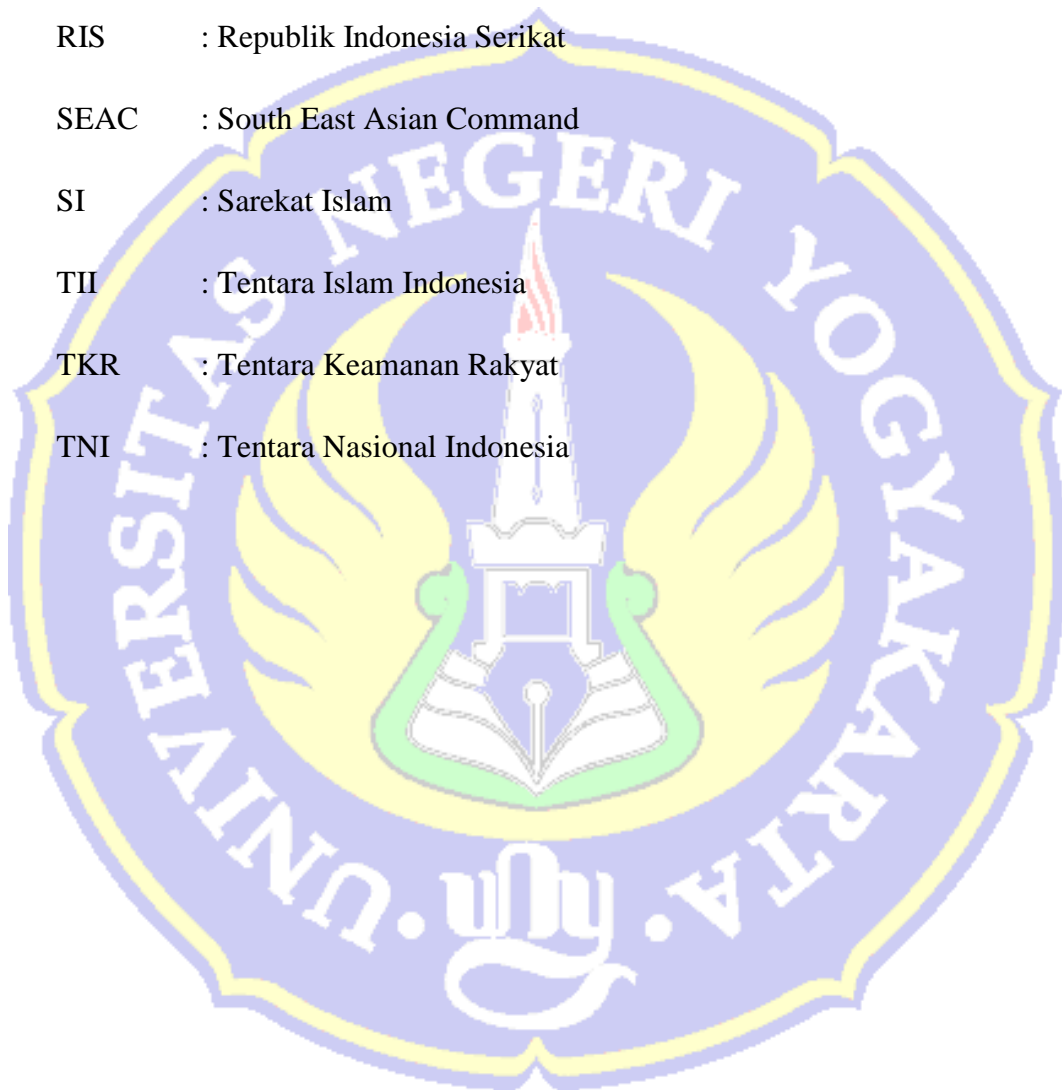 RIS : Republik Indonesia Serikat
SEAC : South East Asian Command
SI : Sarekat Islam
TII : Tentara Islam Indonesia
TKR : Tentara Keamanan Rakyat
TNI : Tentara Nasional Indonesia
UNIVERSITAS NEGERI YOGYAKARTA
uny